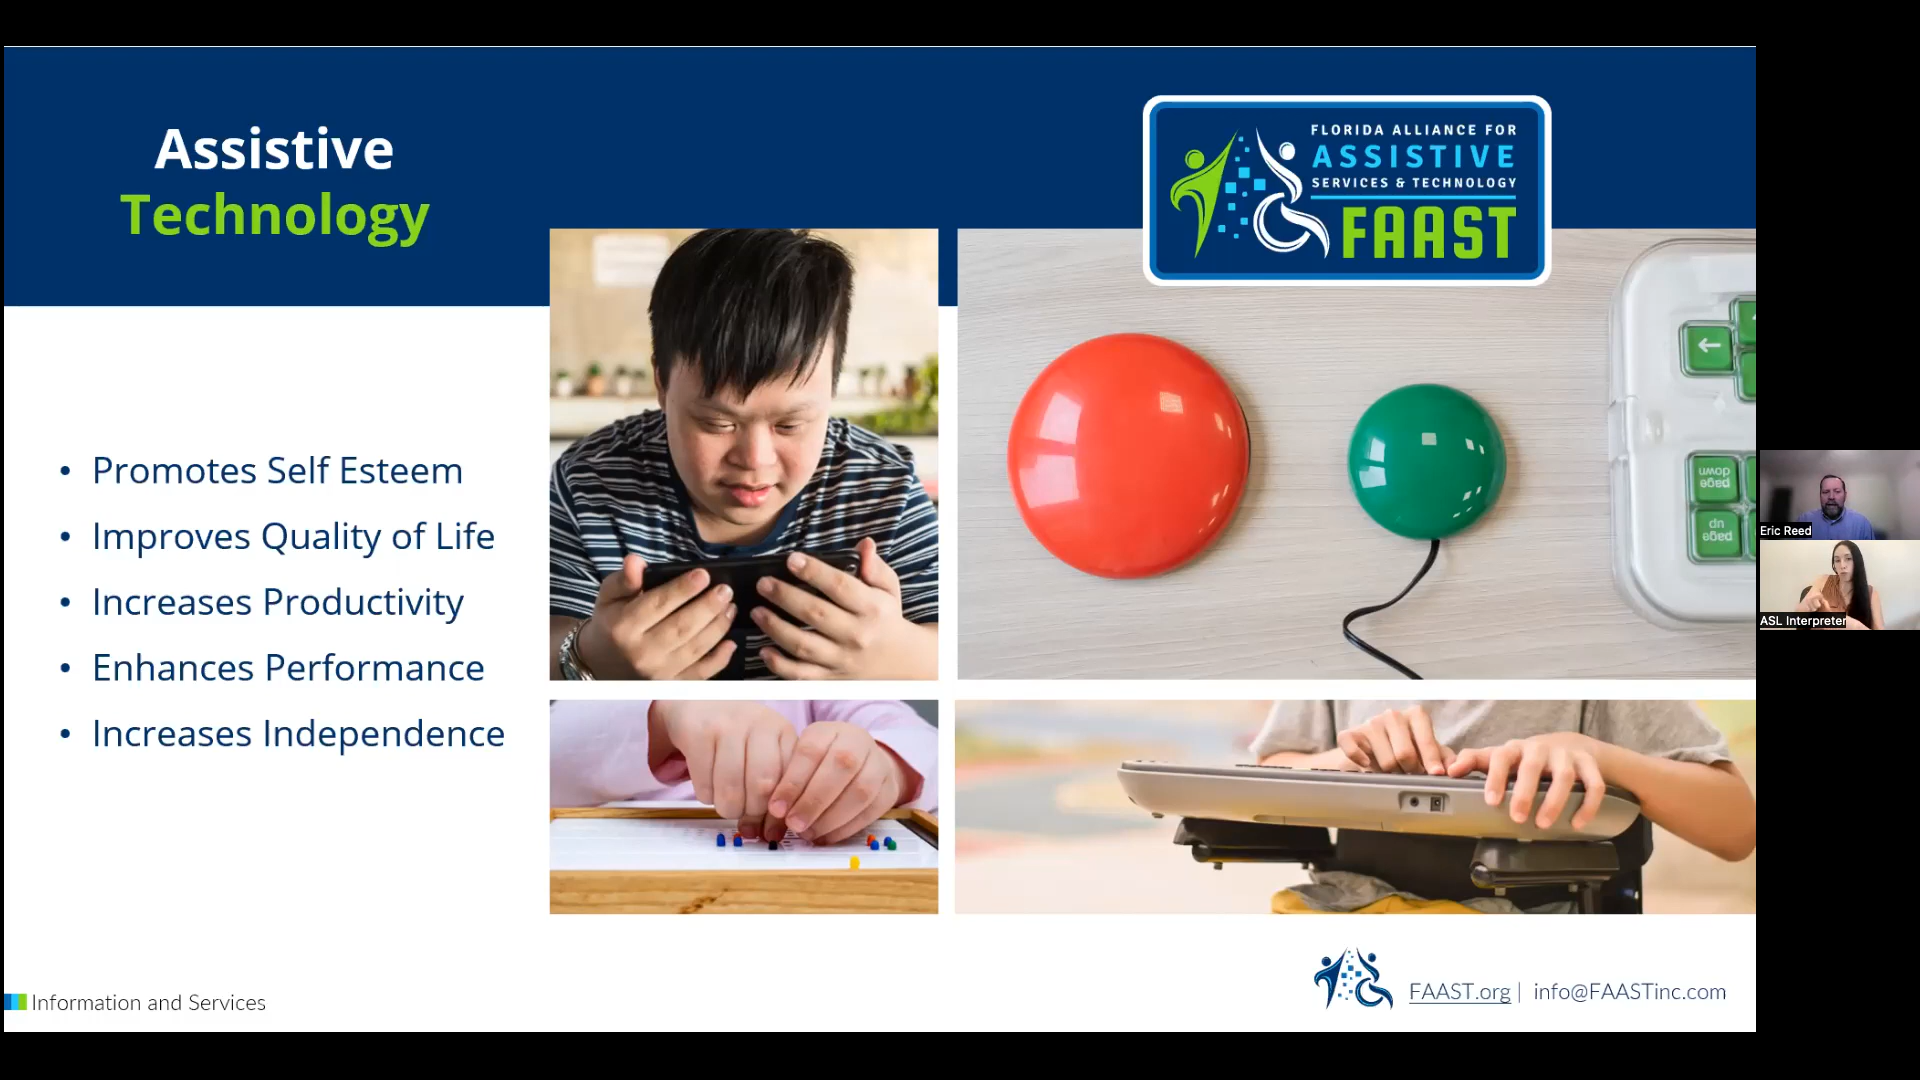 Assistive
Technology
FLORIDA ALLIANCE FOR
ASSISTIVE
SERVICES & TECHNOLOGY
FAAST
• Promotes Self Esteem
• Improves Quality of Life
• Increases Productivity
• Enhances Performance
• Increases Independence
←
page down
page up
Eric Reed
ASL Interpreter
Information and Services
FAAST.org | info@FAASTinc.com